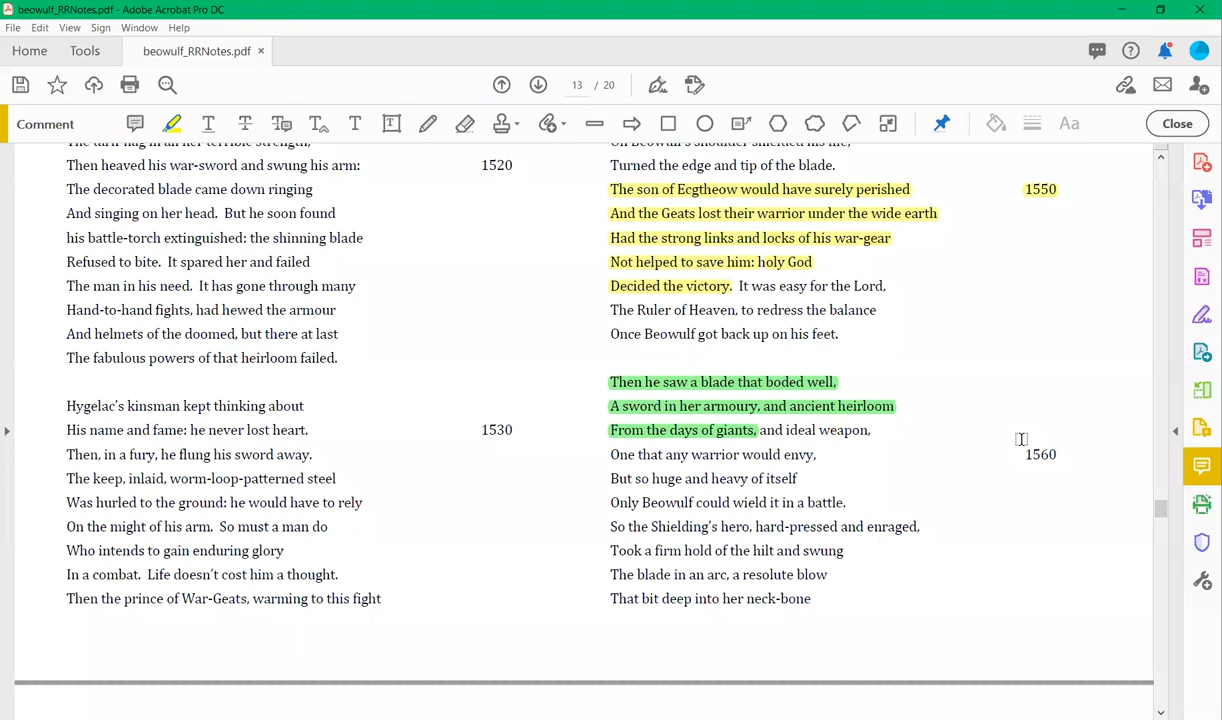 beowulf_RRNotes.pdf - Adobe Acrobat Pro DC
File Edit View Sign Window Help
Home Tools beowulf_RRNotes.pdf ×
13 / 20
Comment Close
Then heaved his war-sword and swung his arm: 1520
The decorated blade came down ringing
And singing on her head. But he soon found
his battle-torch extinguished: the shinning blade
Refused to bite. It spared her and failed
The man in his need. It has gone through many
Hand-to-hand fights, had hewed the armour
And helmets of the doomed, but there at last
The fabulous powers of that heirloom failed.
Hygelac's kinsman kept thinking about
His name and fame: he never lost heart. 1530
Then, in a fury, he flung his sword away.
The keep, inlaid, worm-loop-patterned steel
Was hurled to the ground: he would have to rely
On the might of his arm. So must a man do
Who intends to gain enduring glory
In a combat. Life doesn't cost him a thought.
Then the prince of War-Geats, warming to this fight
On Beowulf's shoulder shielded his life,
Turned the edge and tip of the blade.
The son of Ecgtheow would have surely perished 1550
And the Geats lost their warrior under the wide earth
Had the strong links and locks of his war-gear
Not helped to save him: holy God
Decided the victory. It was easy for the Lord,
The Ruler of Heaven, to redress the balance
Once Beowulf got back up on his feet.
Then he saw a blade that boded well,
A sword in her armoury, and ancient heirloom
From the days of giants, and ideal weapon,
One that any warrior would envy, 1560
But so huge and heavy of itself
Only Beowulf could wield it in a battle.
So the Shielding's hero, hard-pressed and enraged,
Took a firm hold of the hilt and swung
The blade in an arc, a resolute blow
That bit deep into her neck-bone